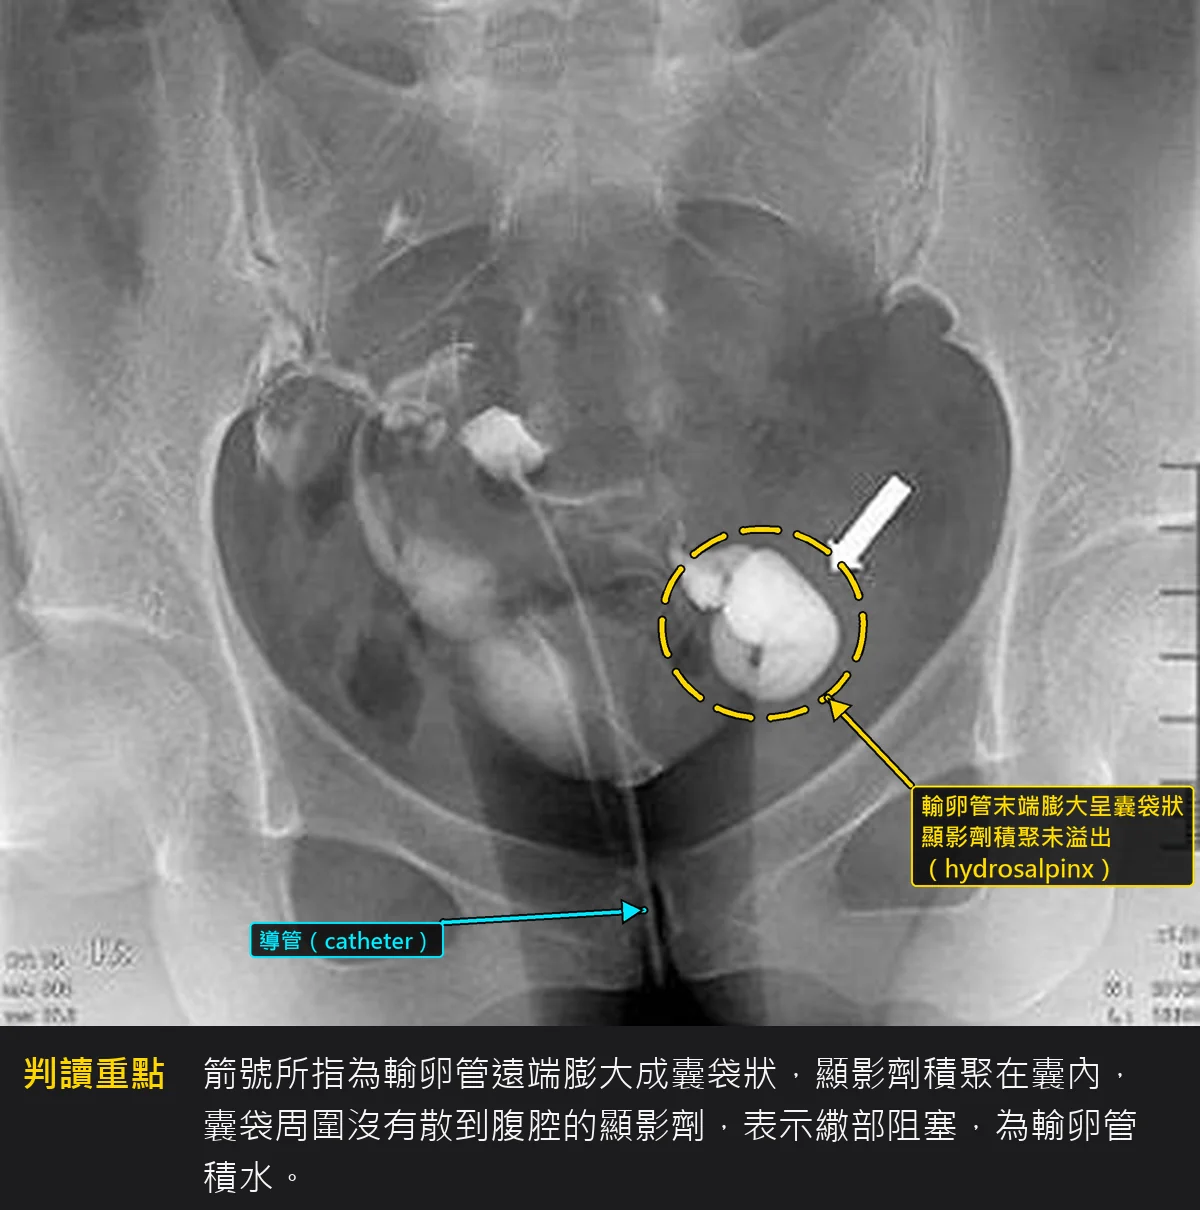 輸卵管末端膨大呈囊袋狀
顯影劑積聚未溢出
（hydrosalpinx）
導管（catheter）
判讀重點
箭號所指為輸卵管遠端膨大成囊袋狀，顯影劑積聚在囊內，
囊袋周圍沒有散到腹腔的顯影劑，表示繖部阻塞，為輸卵管
積水。